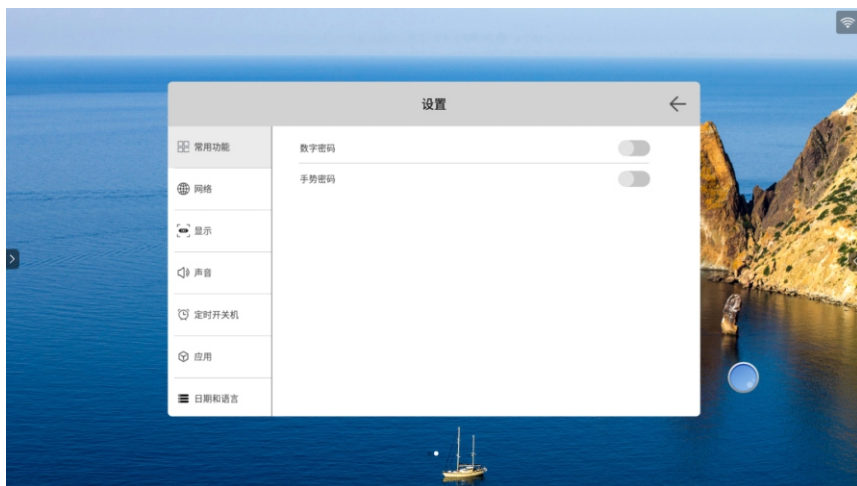 设置
常用功能
数字密码
网络
手势密码
显示
声音
定时开关机
应用
日期和语言